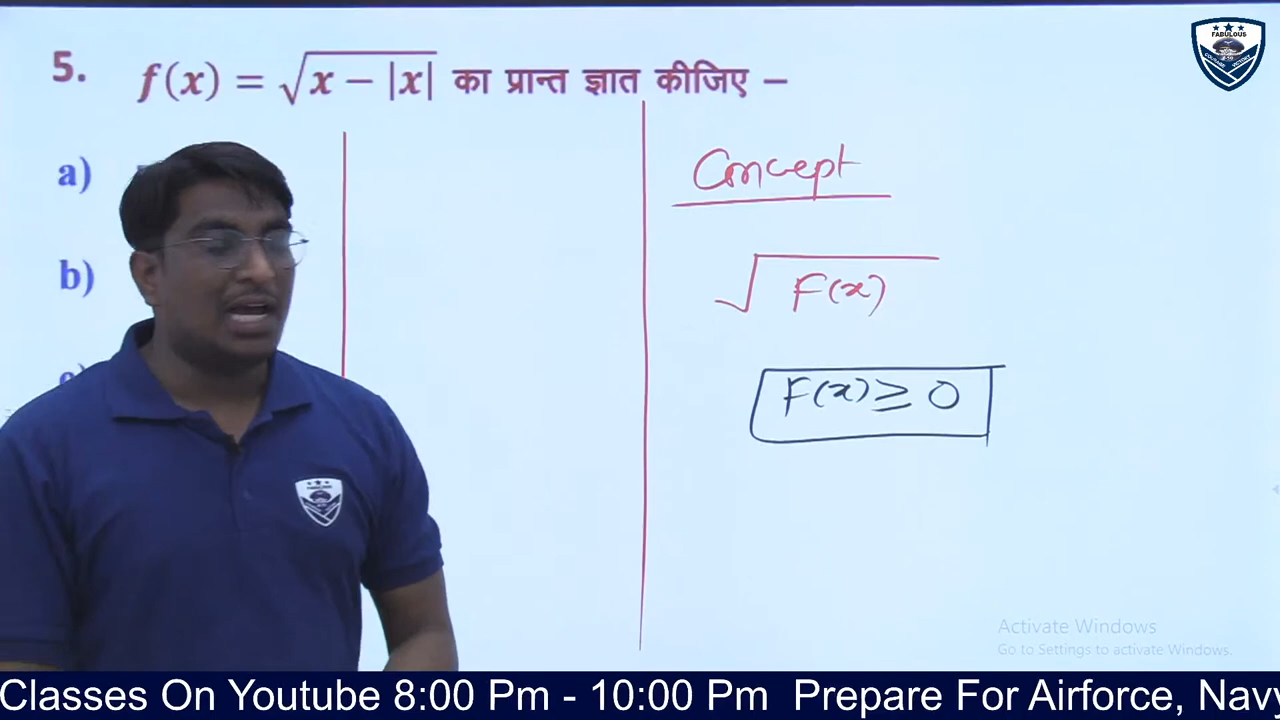 5. f(x) = √x − |x| का प्रान्त ज्ञात कीजिए –
a)
b)
Concept
√F(x)
F(x) ≥ 0
FABULOUS
FABULOUS
Activate Windows
Go to Settings to activate Windows.
Classes On Youtube 8:00 Pm - 10:00 Pm Prepare For Airforce, Navy